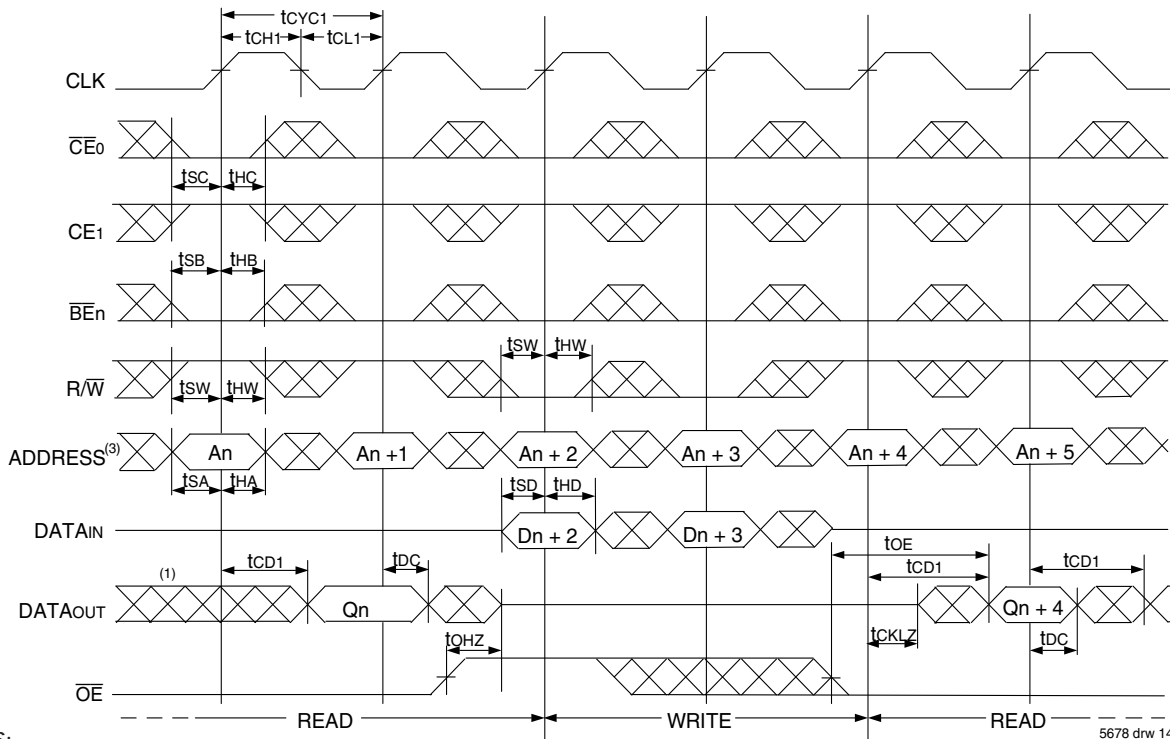 tCYC1
tCH1 tCL1
CLK
CE0
tSC tHC
CE1
tSB tHB
BEn
tSW tHW
R/W
tSW tHW
ADDRESS(3) An An +1 An + 2 An + 3 An + 4 An + 5
tSA tHA
tSD tHD
DATAIN Dn + 2 Dn + 3
tOE
tCD1 tDC tCD1 tCD1
(1)
DATAOUT Qn Qn + 4
tOHZ tCKLZ tDC
OE
READ WRITE READ
5678 drw 14